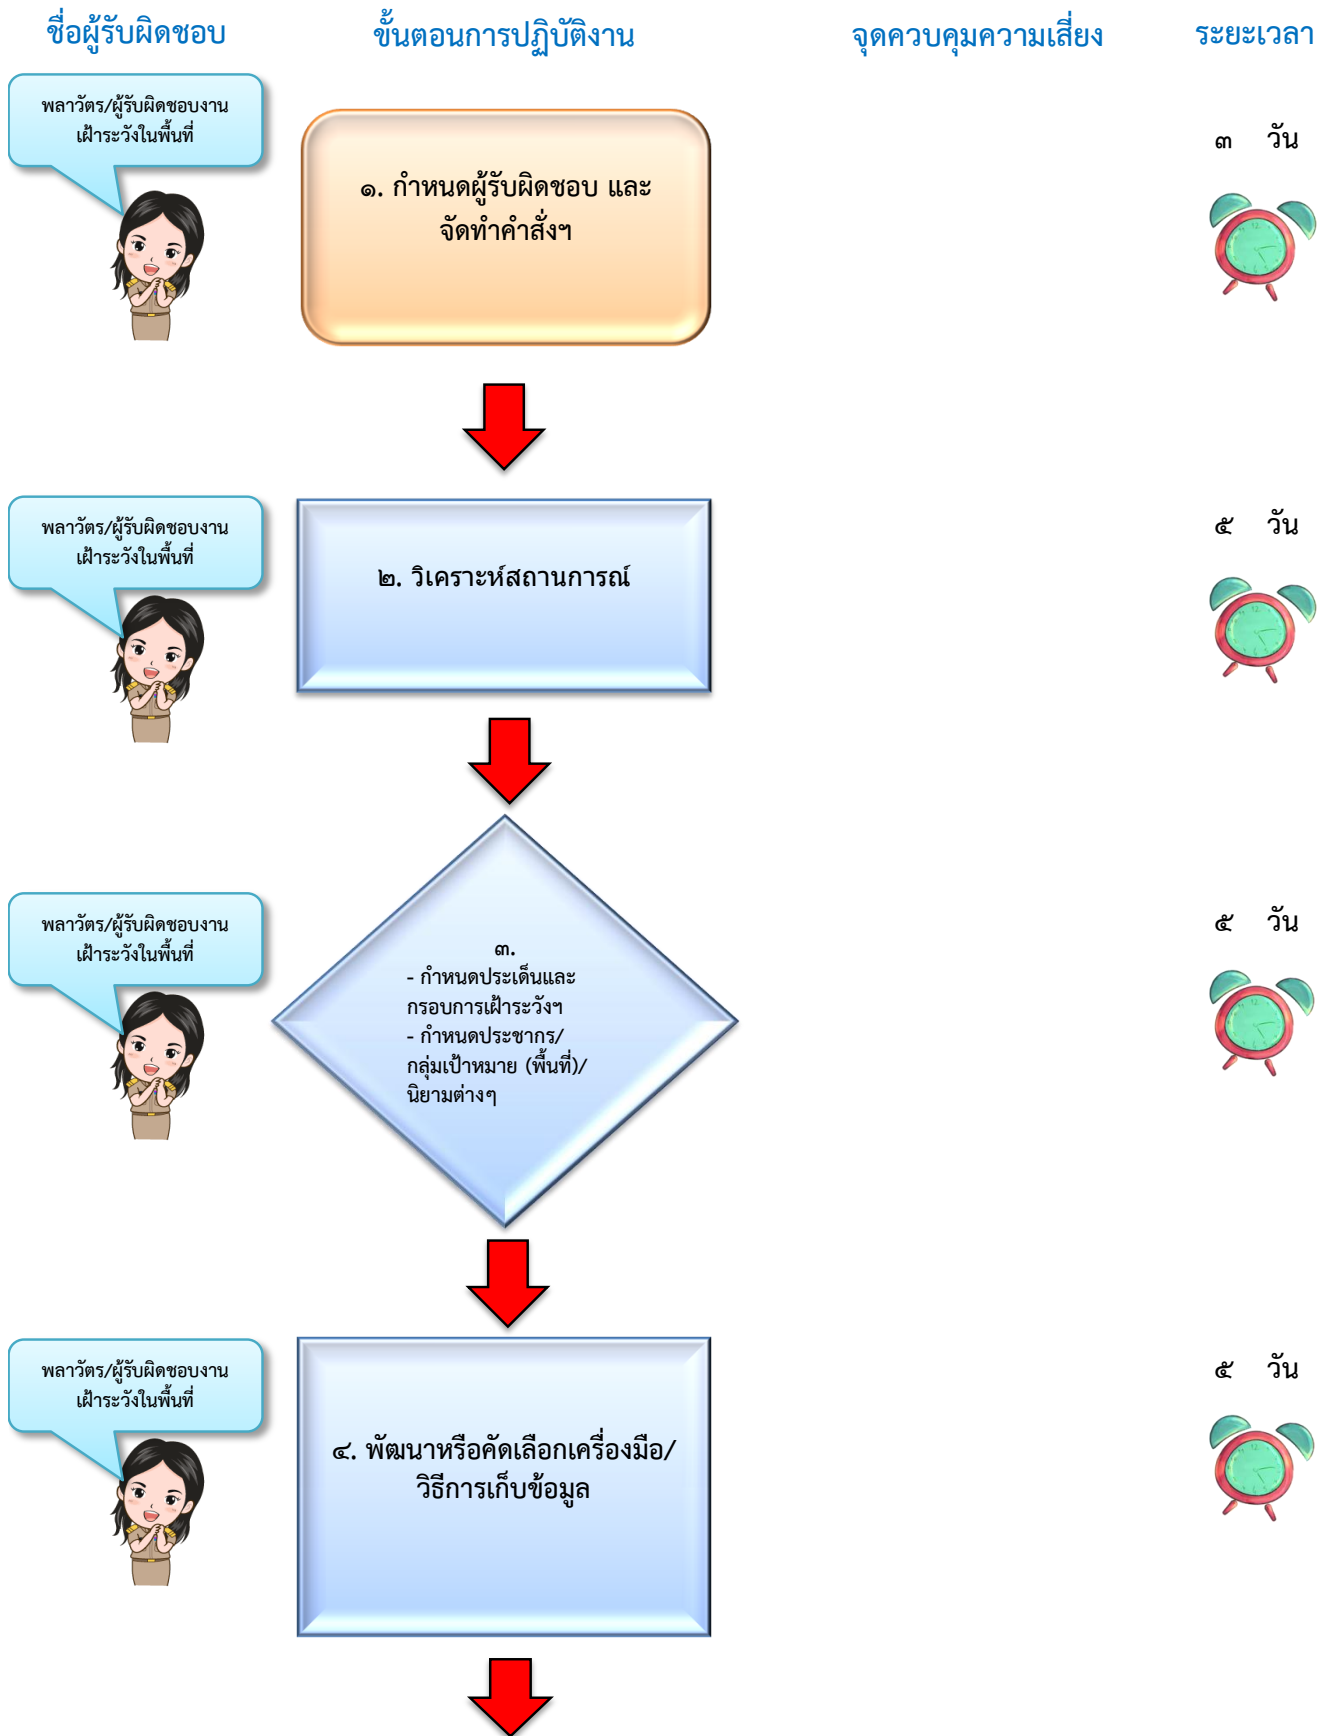 ชื่อผู้รับผิดชอบ ขั้นตอนการปฏิบัติงาน จุดควบคุมความเสี่ยง ระยะเวลา
พลาวัตร/ผู้รับผิดชอบงาน
เฝ้าระวังในพื้นที่
๑. กำหนดผู้รับผิดชอบ และ
จัดทำคำสั่งฯ
๓ วัน
พลาวัตร/ผู้รับผิดชอบงาน
เฝ้าระวังในพื้นที่
๒. วิเคราะห์สถานการณ์
๕ วัน
พลาวัตร/ผู้รับผิดชอบงาน
เฝ้าระวังในพื้นที่
๓.
- กำหนดประเด็นและ
กรอบการเฝ้าระวังฯ
- กำหนดประชากร/
กลุ่มเป้าหมาย (พื้นที่)/
นิยามต่างๆ
๕ วัน
พลาวัตร/ผู้รับผิดชอบงาน
เฝ้าระวังในพื้นที่
๔. พัฒนาหรือคัดเลือกเครื่องมือ/
วิธีการเก็บข้อมูล
๕ วัน